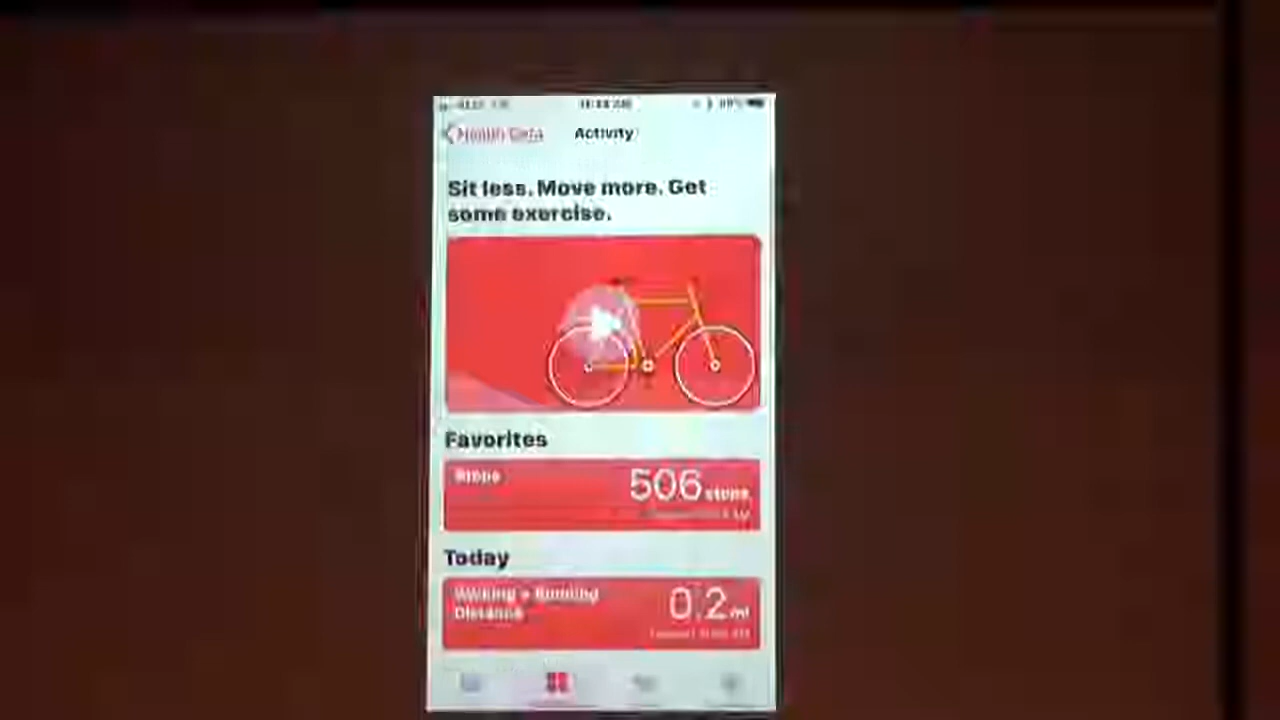 Health Data
Activity
Sit less. Move more. Get
some exercise.
Favorites
Steps
506 steps
Today
Walking + Running
Distance
0.2 mi